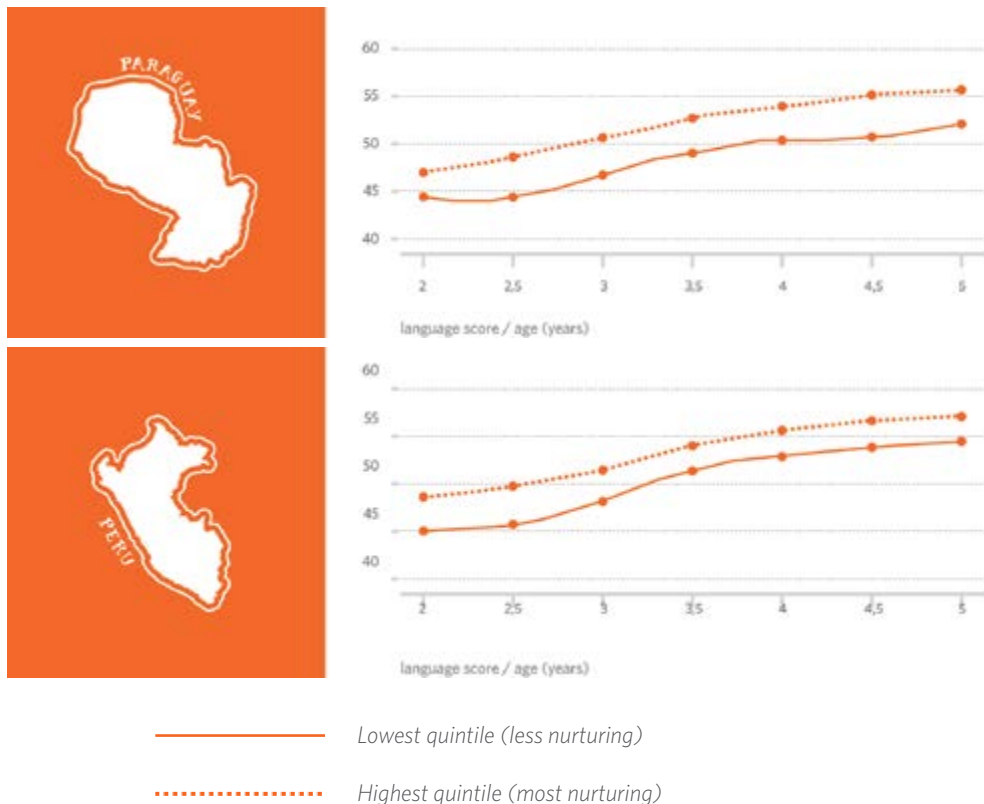 PARAGUAY
60
55
50
45
40
2 2,5 3 3,5 4 4,5 5
language score / age (years)
PERU
60
55
50
45
40
2 2,5 3 3,5 4 4,5 5
language score / age (years)
Lowest quintile (less nurturing)
Highest quintile (most nurturing)